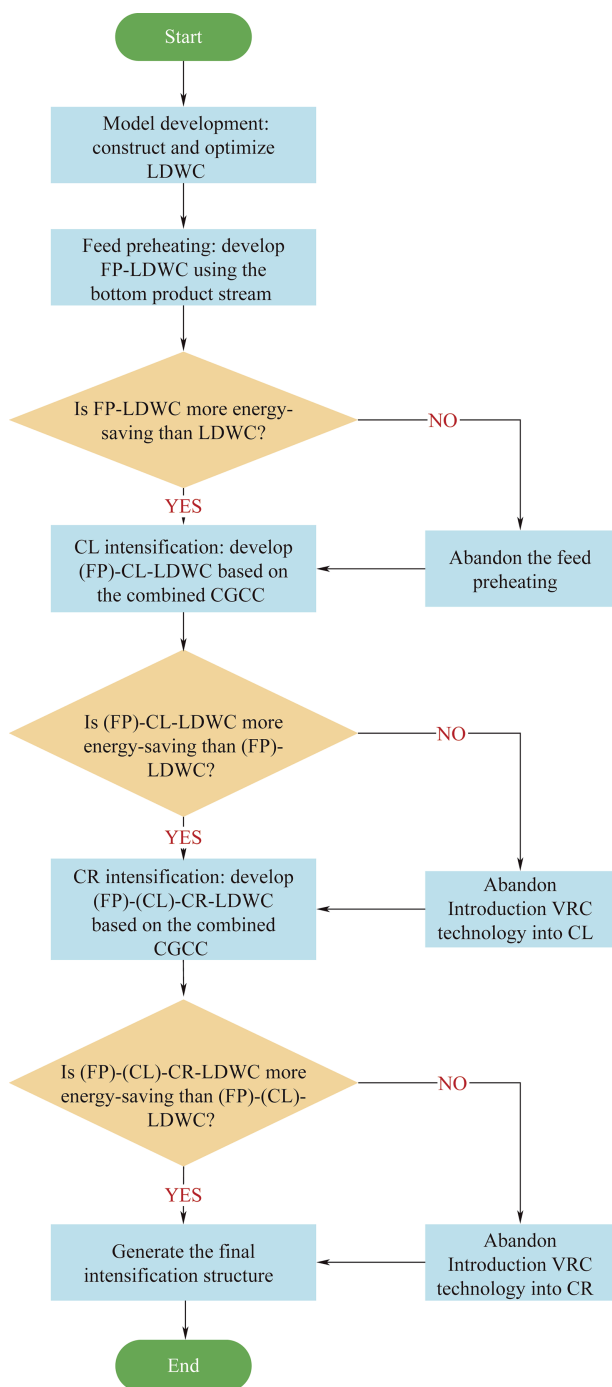 Start
Model development:
construct and optimize
LDWC
Feed preheating: develop
FP-LDWC using the
bottom product stream
Is FP-LDWC more energy-
saving than LDWC?
NO
YES
CL intensification: develop
(FP)-CL-LDWC based on
the combined CGCC
Abandon the feed
preheating
Is (FP)-CL-LDWC more
energy-saving than (FP)-
LDWC?
NO
YES
CR intensification: develop
(FP)-(CL)-CR-LDWC
based on the combined
CGCC
Abandon
Introduction VRC
technology into CL
Is (FP)-(CL)-CR-LDWC more
energy-saving than (FP)-(CL)-
LDWC?
NO
YES
Generate the final
intensification structure
Abandon
Introduction VRC
technology into CR
End